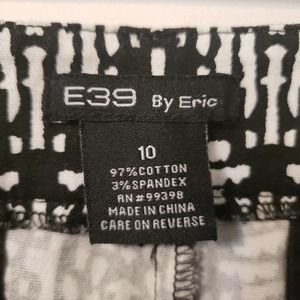 E39 By Eric
10
97% COTTON
3% SPANDEX
RN #99398
MADE IN CHINA
CARE ON REVERSE